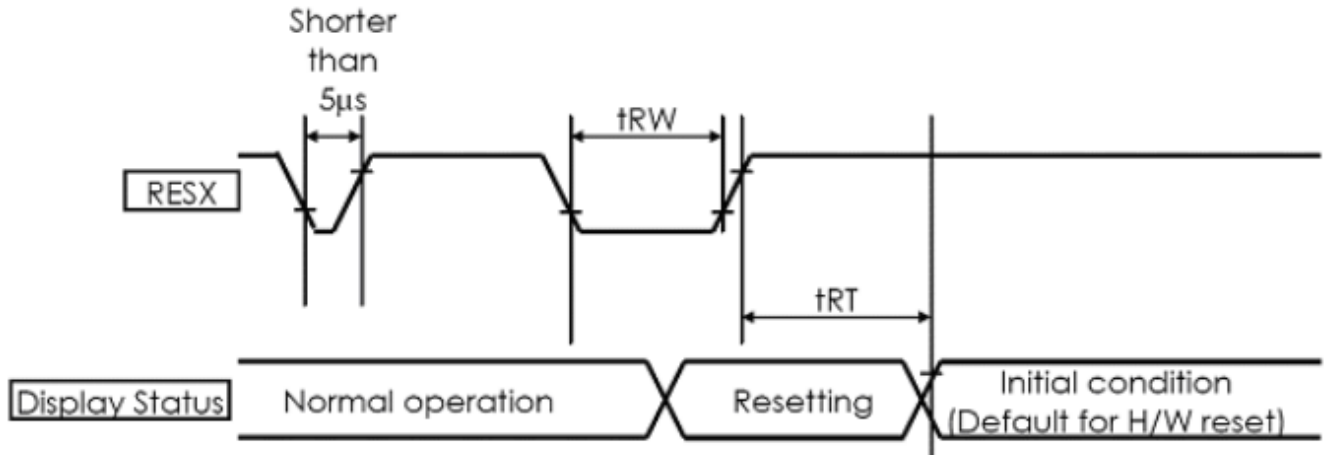 Shorter
than
5μs
tRW
RESX
tRT
Display Status
Normal operation
Resetting
Initial condition
(Default for H/W reset)